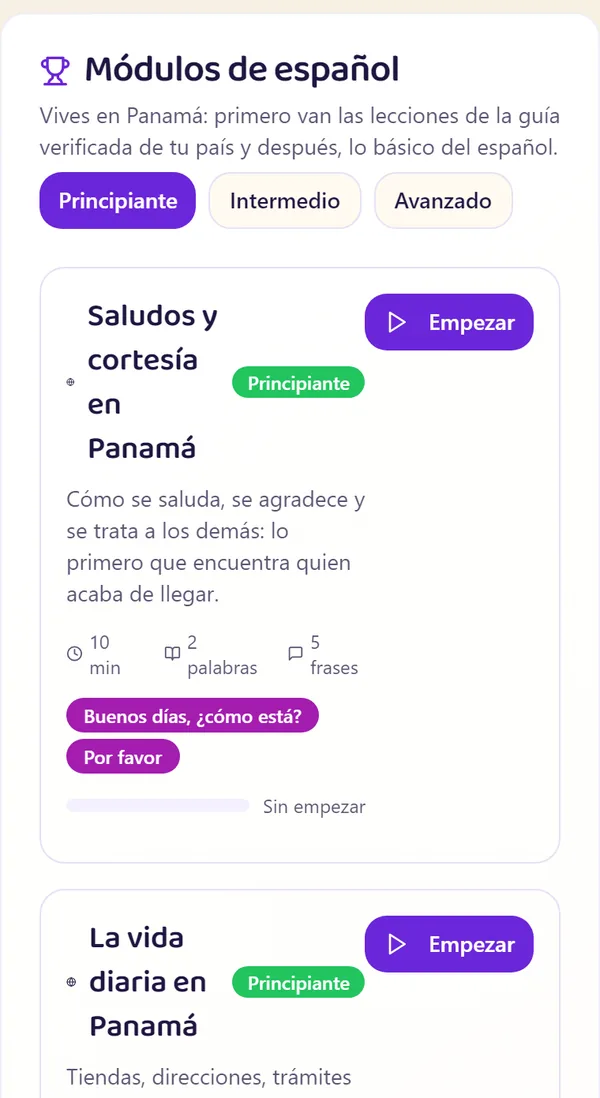 Módulos de español
Vives en Panamá: primero van las lecciones de la guía
verificada de tu país y después, lo básico del español.
Principiante
Intermedio
Avanzado
Saludos y
cortesía
en
Panamá
Principiante
Empezar
Cómo se saluda, se agradece y
se trata a los demás: lo
primero que encuentra quien
acaba de llegar.
10
min
2
palabras
5
frases
Buenos días, ¿cómo está?
Por favor
Sin empezar
La vida
diaria en
Panamá
Principiante
Empezar
Tiendas, direcciones, trámites